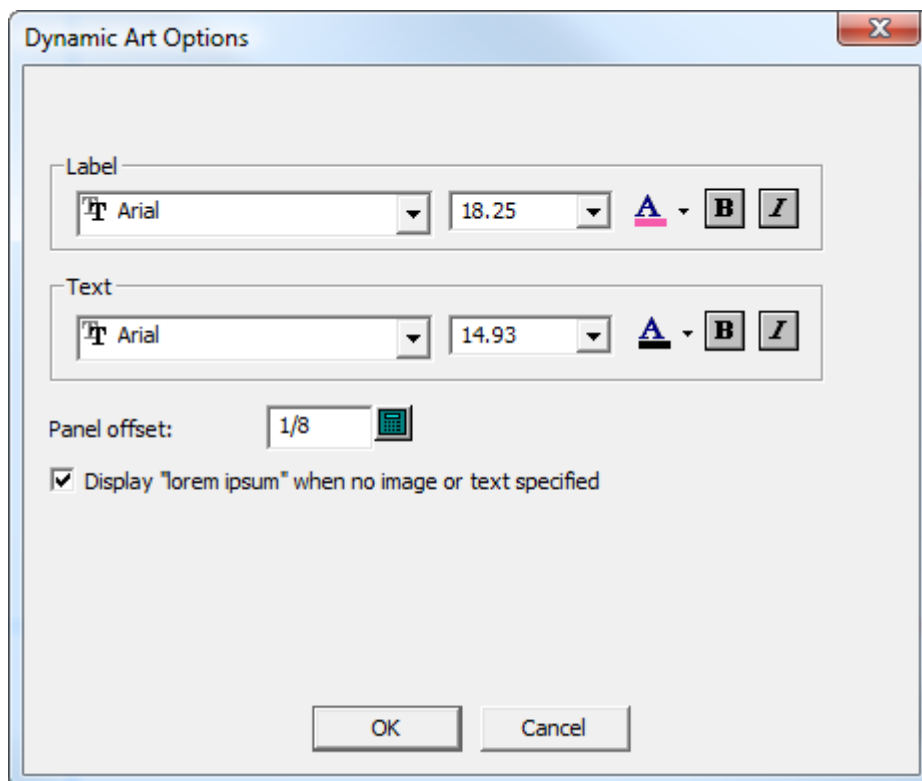 Dynamic Art Options
X
Label
Arial 18.25 A B I
Text
Arial 14.93 A B I
Panel offset: 1/8
Display "lorem ipsum" when no image or text specified
OK Cancel